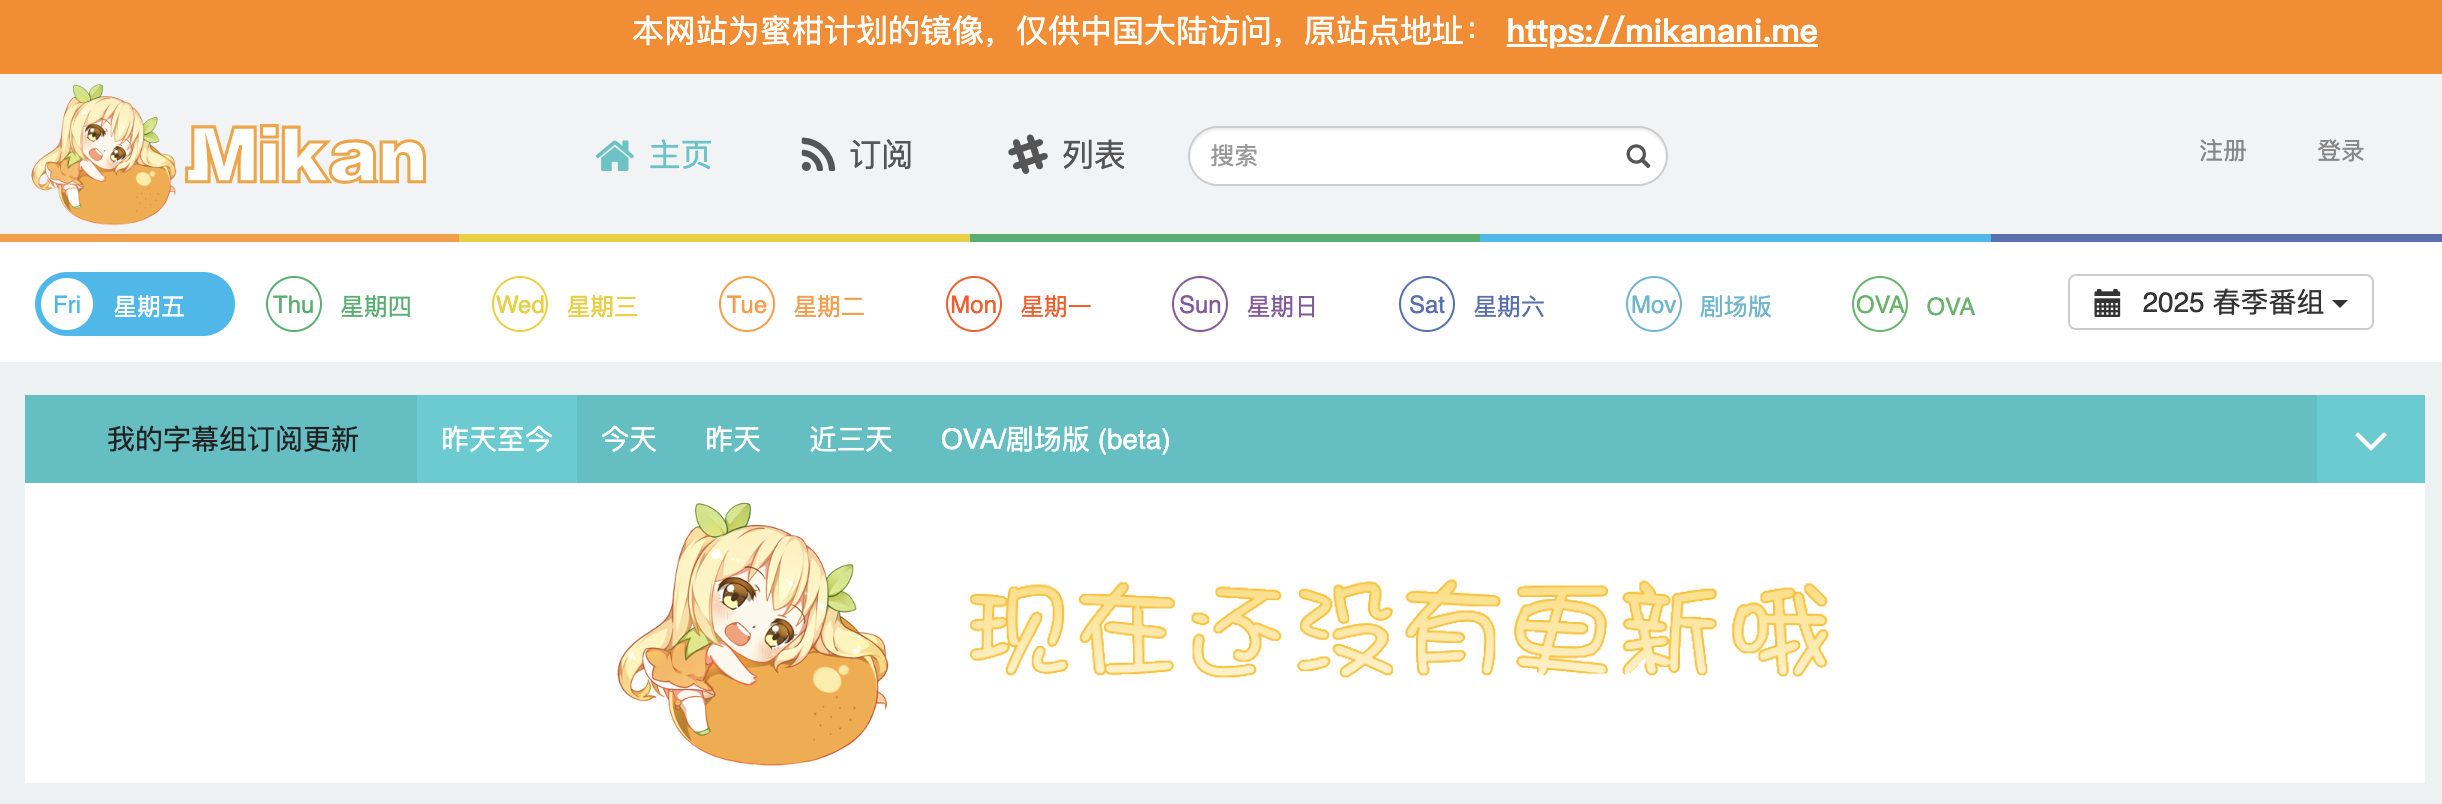 本网站为蜜柑计划的镜像，仅供中国大陆访问，原站点地址： https://mikanani.me
Mikan 主页 订阅 列表 搜索 注册 登录
Fri 星期五 Thu 星期四 Wed 星期三 Tue 星期二 Mon 星期一 Sun 星期日 Sat 星期六 Mov 剧场版 OVA OVA 2025 春季番组
我的字幕组订阅更新 昨天至今 今天 昨天 近三天 OVA/剧场版 (beta)
现在还没有更新哦